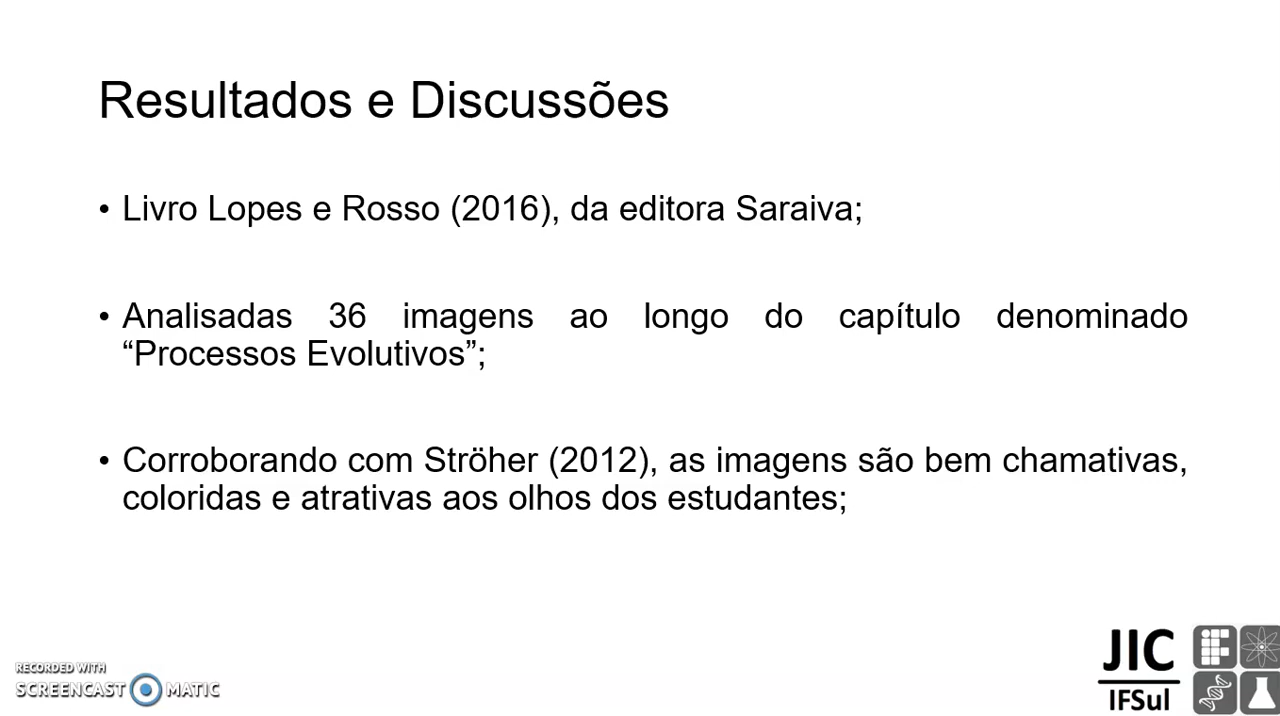 Resultados e Discussões
• Livro Lopes e Rosso (2016), da editora Saraiva;
• Analisadas 36 imagens ao longo do capítulo denominado
“Processos Evolutivos”;
• Corroborando com Ströher (2012), as imagens são bem chamativas,
coloridas e atrativas aos olhos dos estudantes;
RECORDED WITH
SCREENCAST MATIC
JIC
IFSul